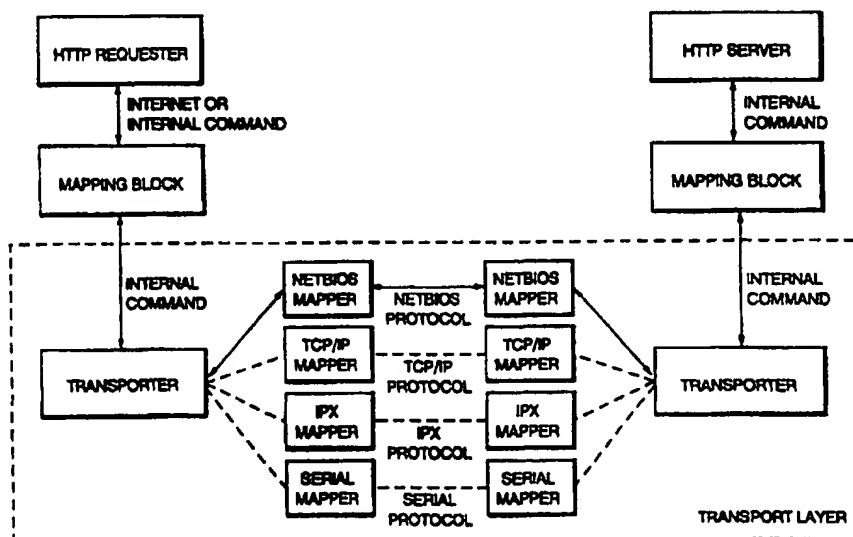 HTTP REQUESTER
HTTP SERVER
INTERNET OR
INTERNAL COMMAND
INTERNAL
COMMAND
MAPPING BLOCK
MAPPING BLOCK
INTERNAL
COMMAND
NETBIOS
MAPPER
NETBIOS
PROTOCOL
NETBIOS
MAPPER
INTERNAL
COMMAND
TRANSPORTER
TCP/IP
MAPPER
TCP/IP
PROTOCOL
TCP/IP
MAPPER
TRANSPORTER
IPX
MAPPER
IPX
PROTOCOL
IPX
MAPPER
SERIAL
MAPPER
SERIAL
PROTOCOL
SERIAL
MAPPER
TRANSPORT LAYER